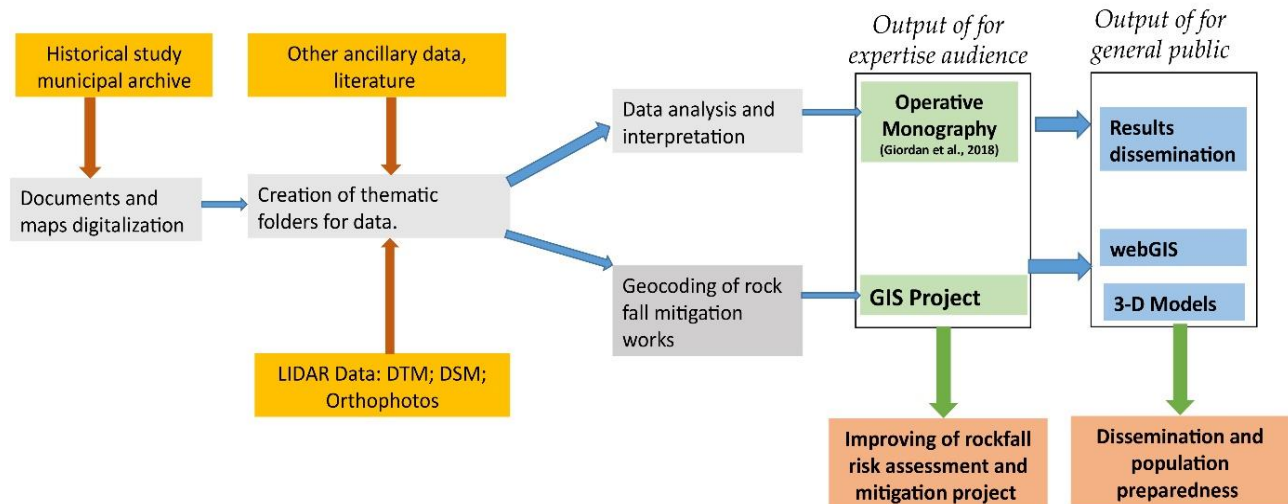 Historical study
municipal archive
Other ancillary data,
literature
Output of for
expertise audience
Output of for
general public
Documents and
maps digitalization
Creation of thematic
folders for data.
Data analysis and
interpretation
Operative
Monography
(Giordan et al., 2018)
Results
dissemination
Geocoding of rock
fall mitigation
works
GIS Project
webGIS
3-D Models
LIDAR Data: DTM; DSM;
Orthophotos
Improving of rockfall
risk assessment and
mitigation project
Dissemination and
population
preparedness